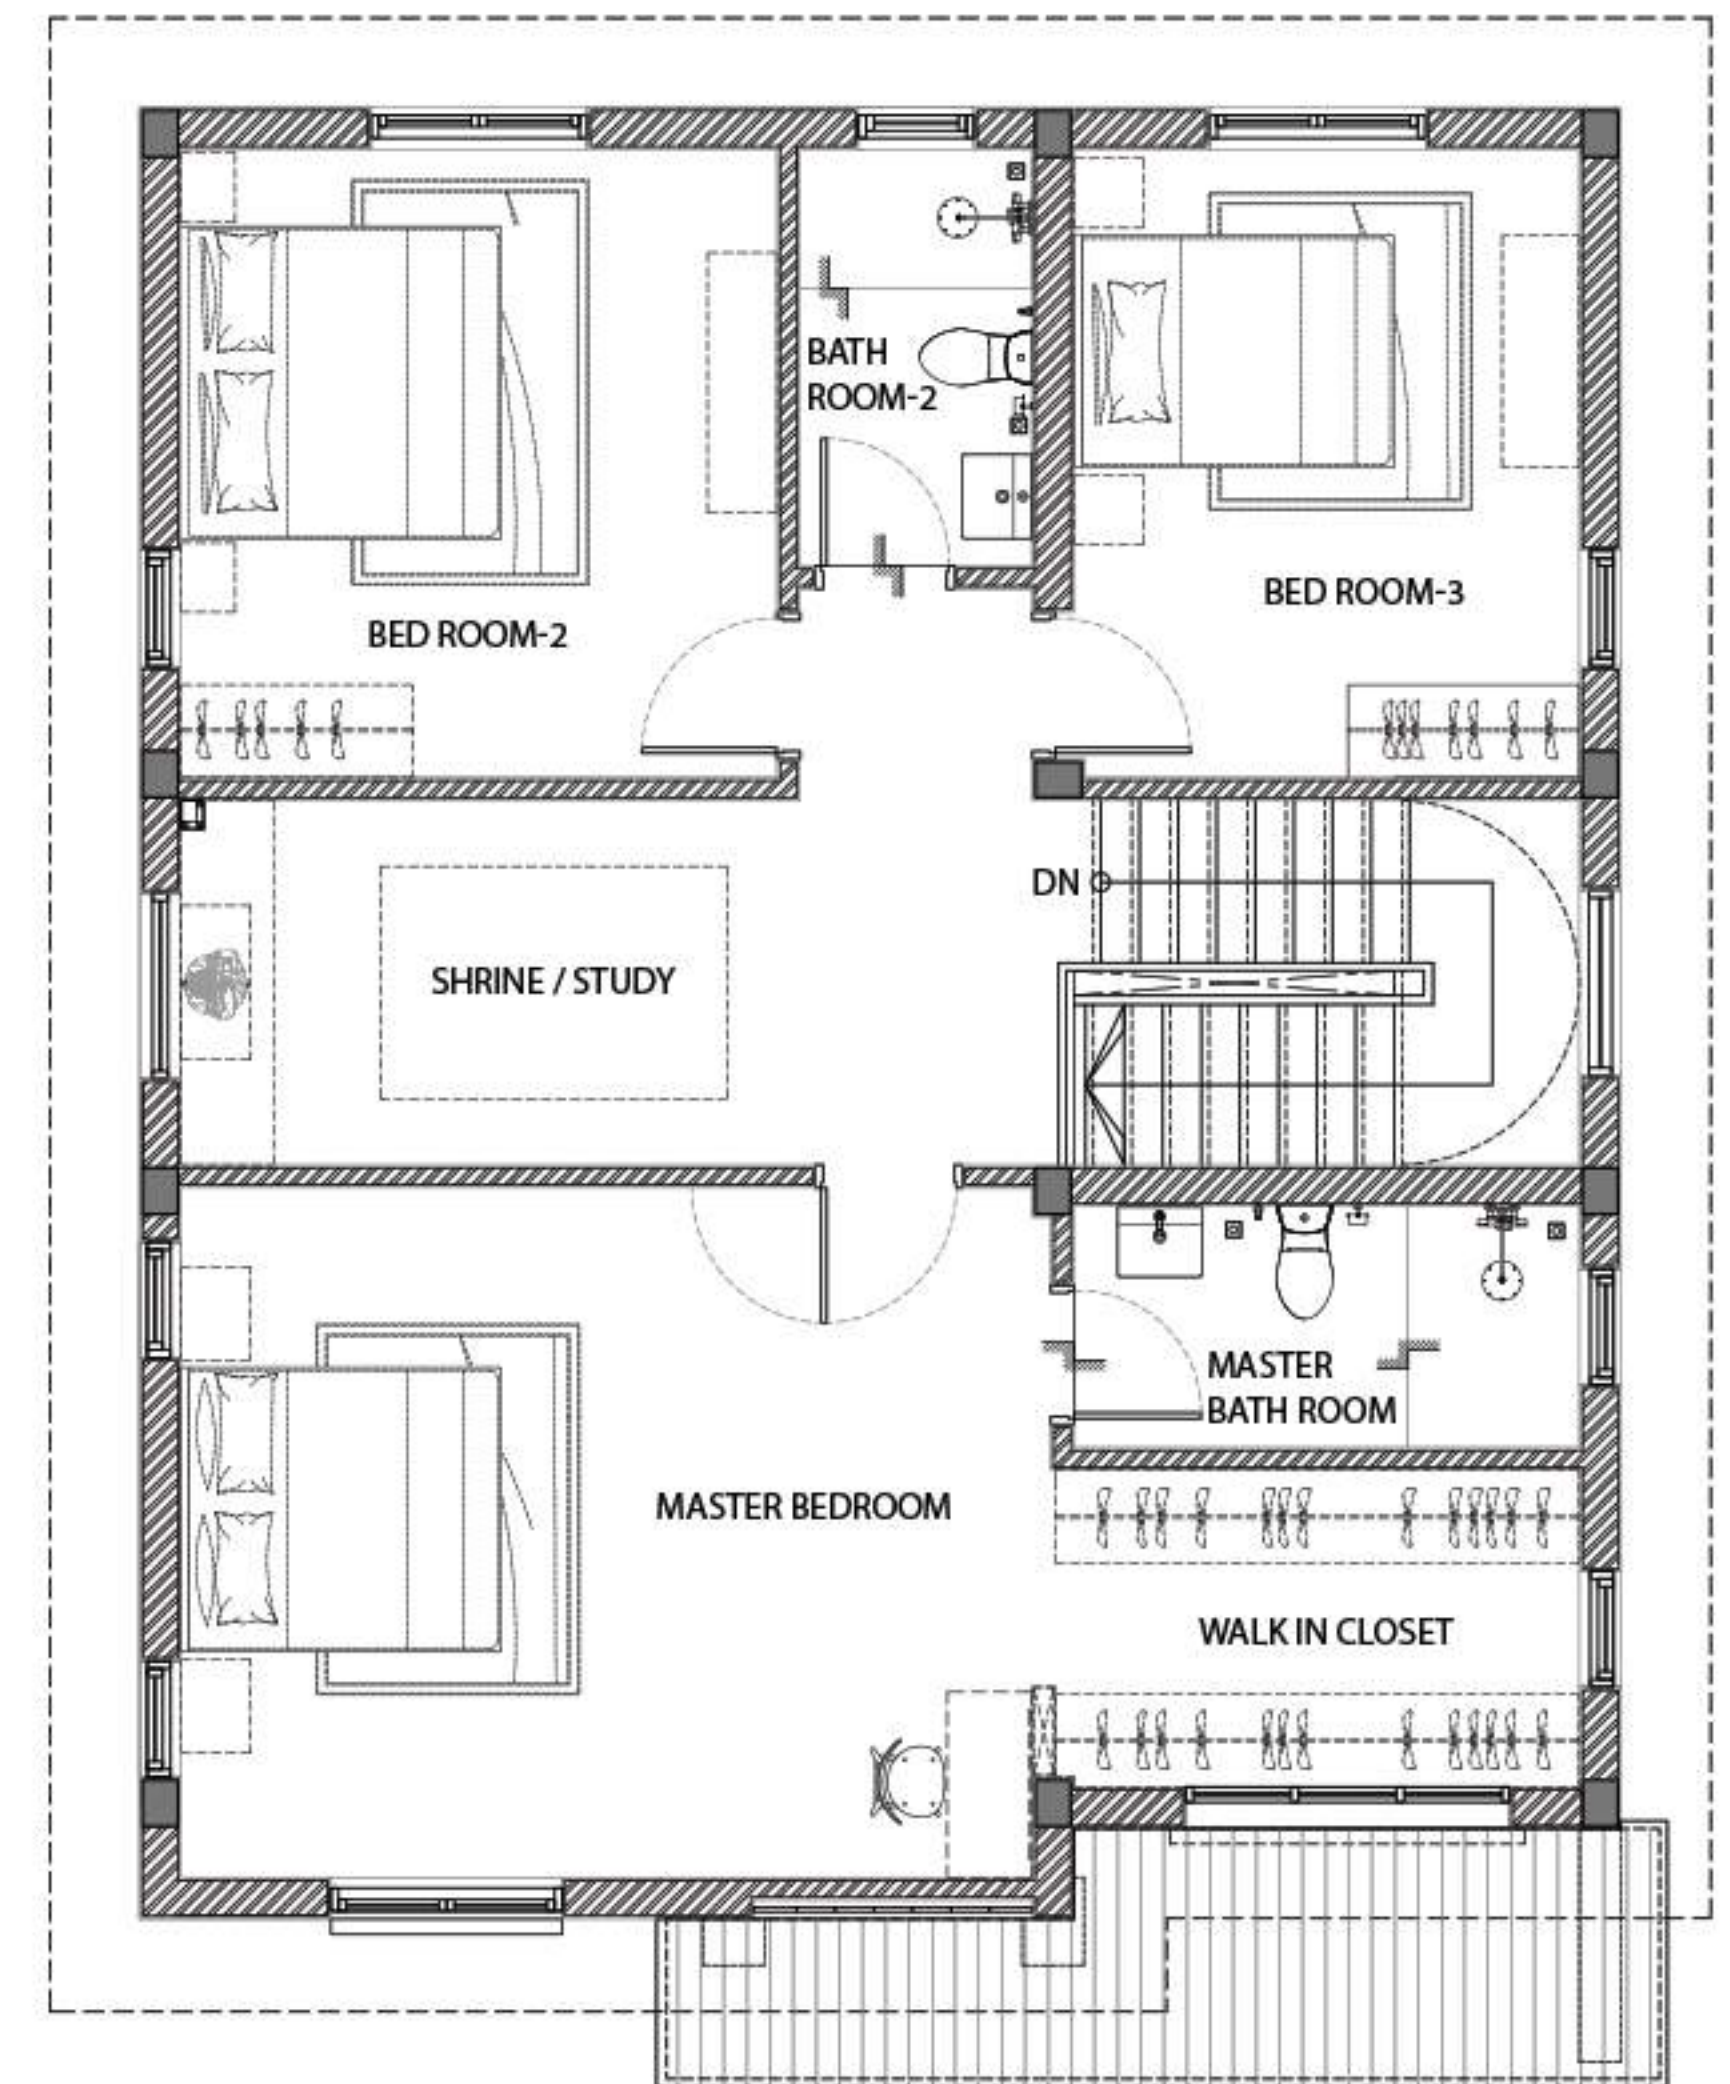 BATH
ROOM-2
BED ROOM-3
BED ROOM-2
DN
SHRINE / STUDY
MASTER
BATH ROOM
MASTER BEDROOM
WALK IN CLOSET